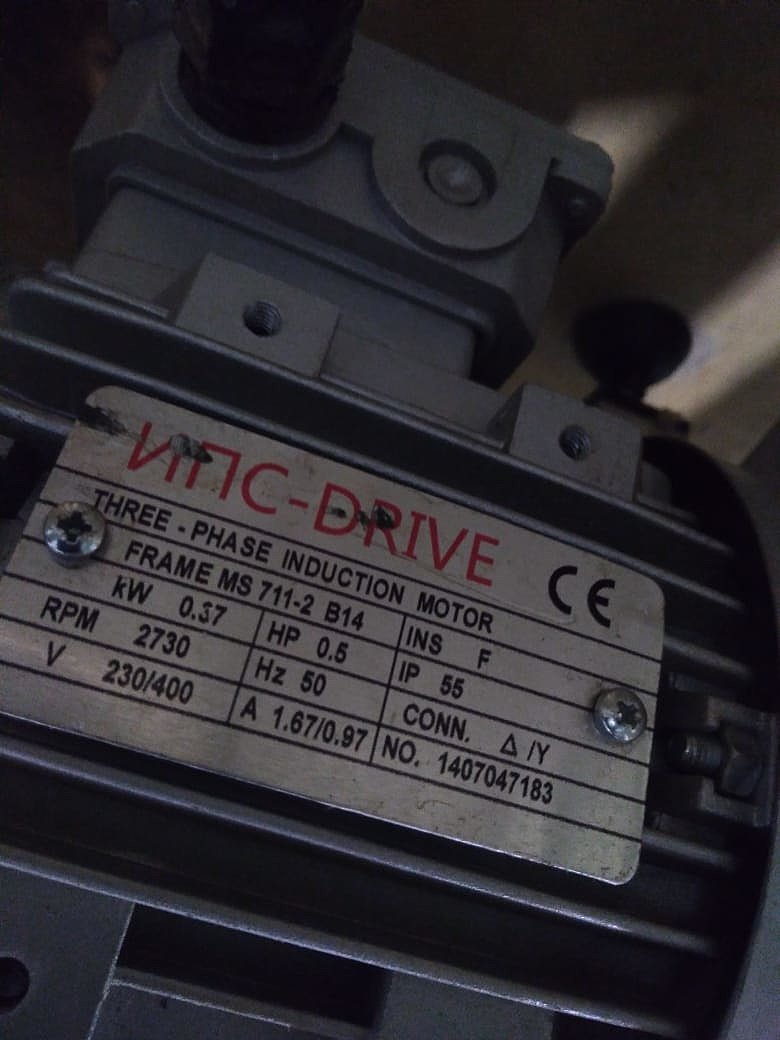 ИПС-DRIVE CE
THREE - PHASE INDUCTION MOTOR
FRAME MS 711-2 B14
kW 0.37 HP 0.5 INS F
RPM 2730 Hz 50 IP 55
V 230/400 A 1.67/0.97 CONN. Δ /Y
NO. 1407047183